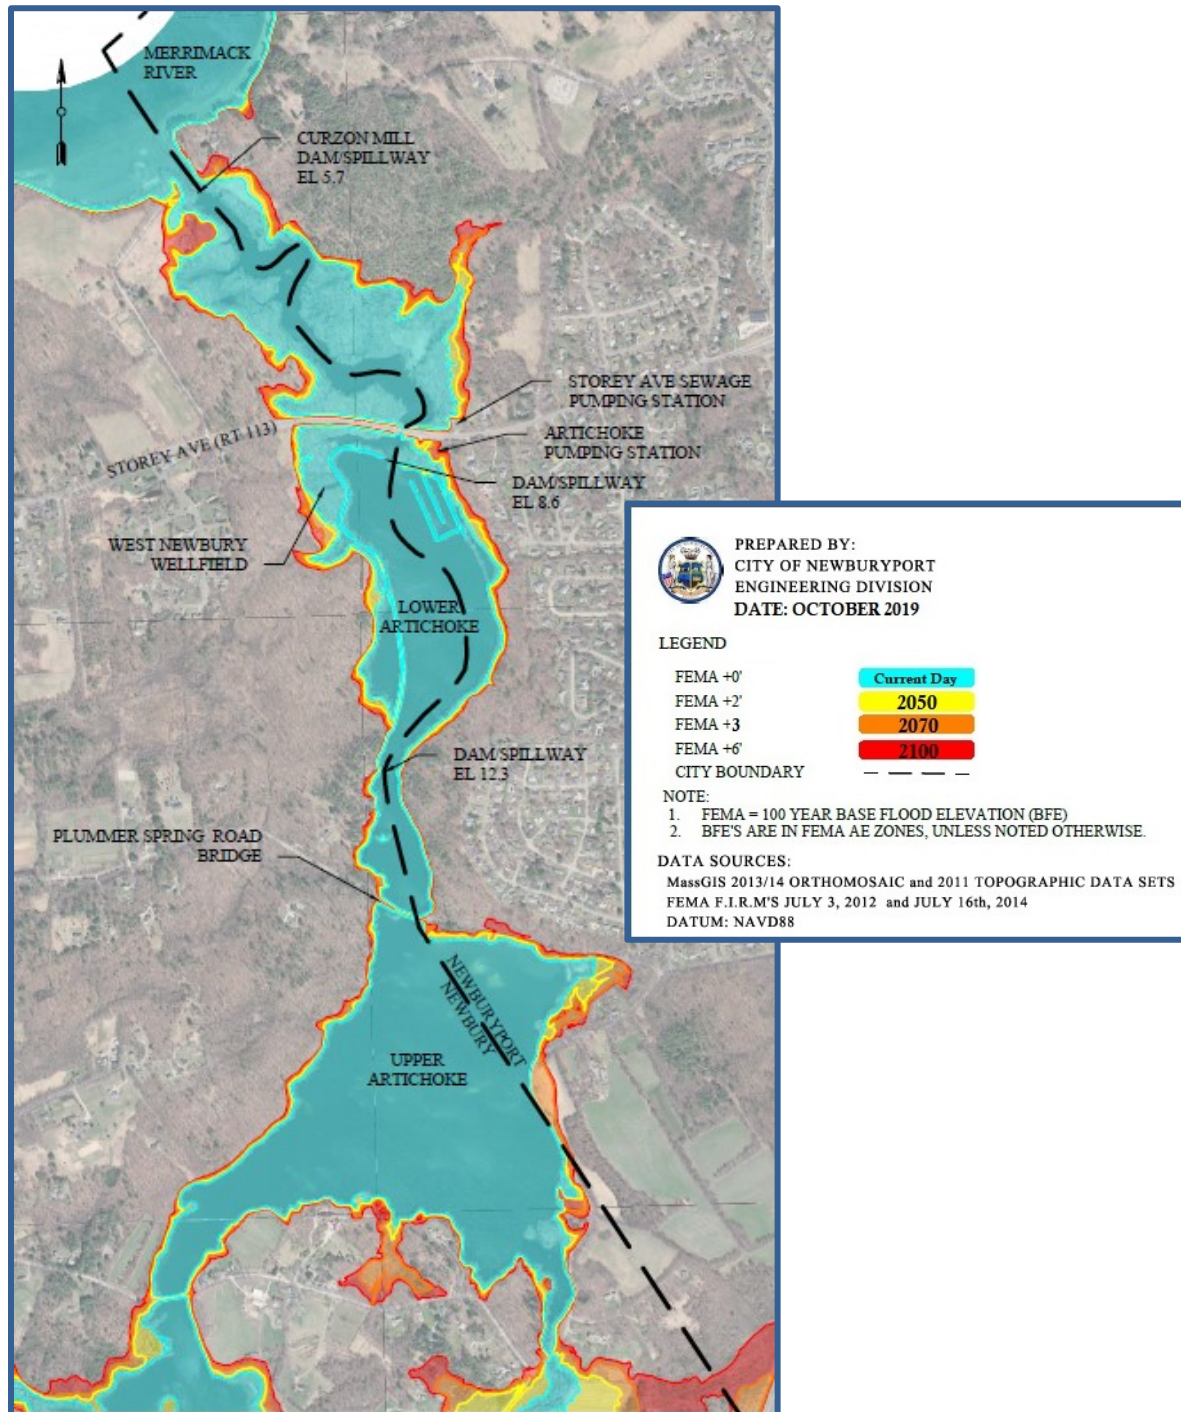 MERRIMACK
RIVER
CURZON MILL
DAM/SPILLWAY
EL 5.7
STOREY AVE SEWAGE
PUMPING STATION
STOREY AVE (RT 113)
ARTICHOKE
PUMPING STATION
DAM/SPILLWAY
EL 8.6
WEST NEWBURY
WELLFIELD
LOWER
ARTICHOKE
DAM/SPILLWAY
EL 12.3
PLUMMER SPRING ROAD
BRIDGE
NEWBURYPORT
NEWBURY
UPPER
ARTICHOKE
PREPARED BY:
CITY OF NEWBURYPORT
ENGINEERING DIVISION
DATE: OCTOBER 2019
LEGEND
FEMA +0' Current Day
FEMA +2' 2050
FEMA +3 2070
FEMA +6' 2100
CITY BOUNDARY
NOTE:
1. FEMA = 100 YEAR BASE FLOOD ELEVATION (BFE)
2. BFE'S ARE IN FEMA AE ZONES, UNLESS NOTED OTHERWISE.
DATA SOURCES:
MassGIS 2013/14 ORTHOMOSAIC and 2011 TOPOGRAPHIC DATA SETS
FEMA F.I.R.M'S JULY 3, 2012 and JULY 16th, 2014
DATUM: NAVD88